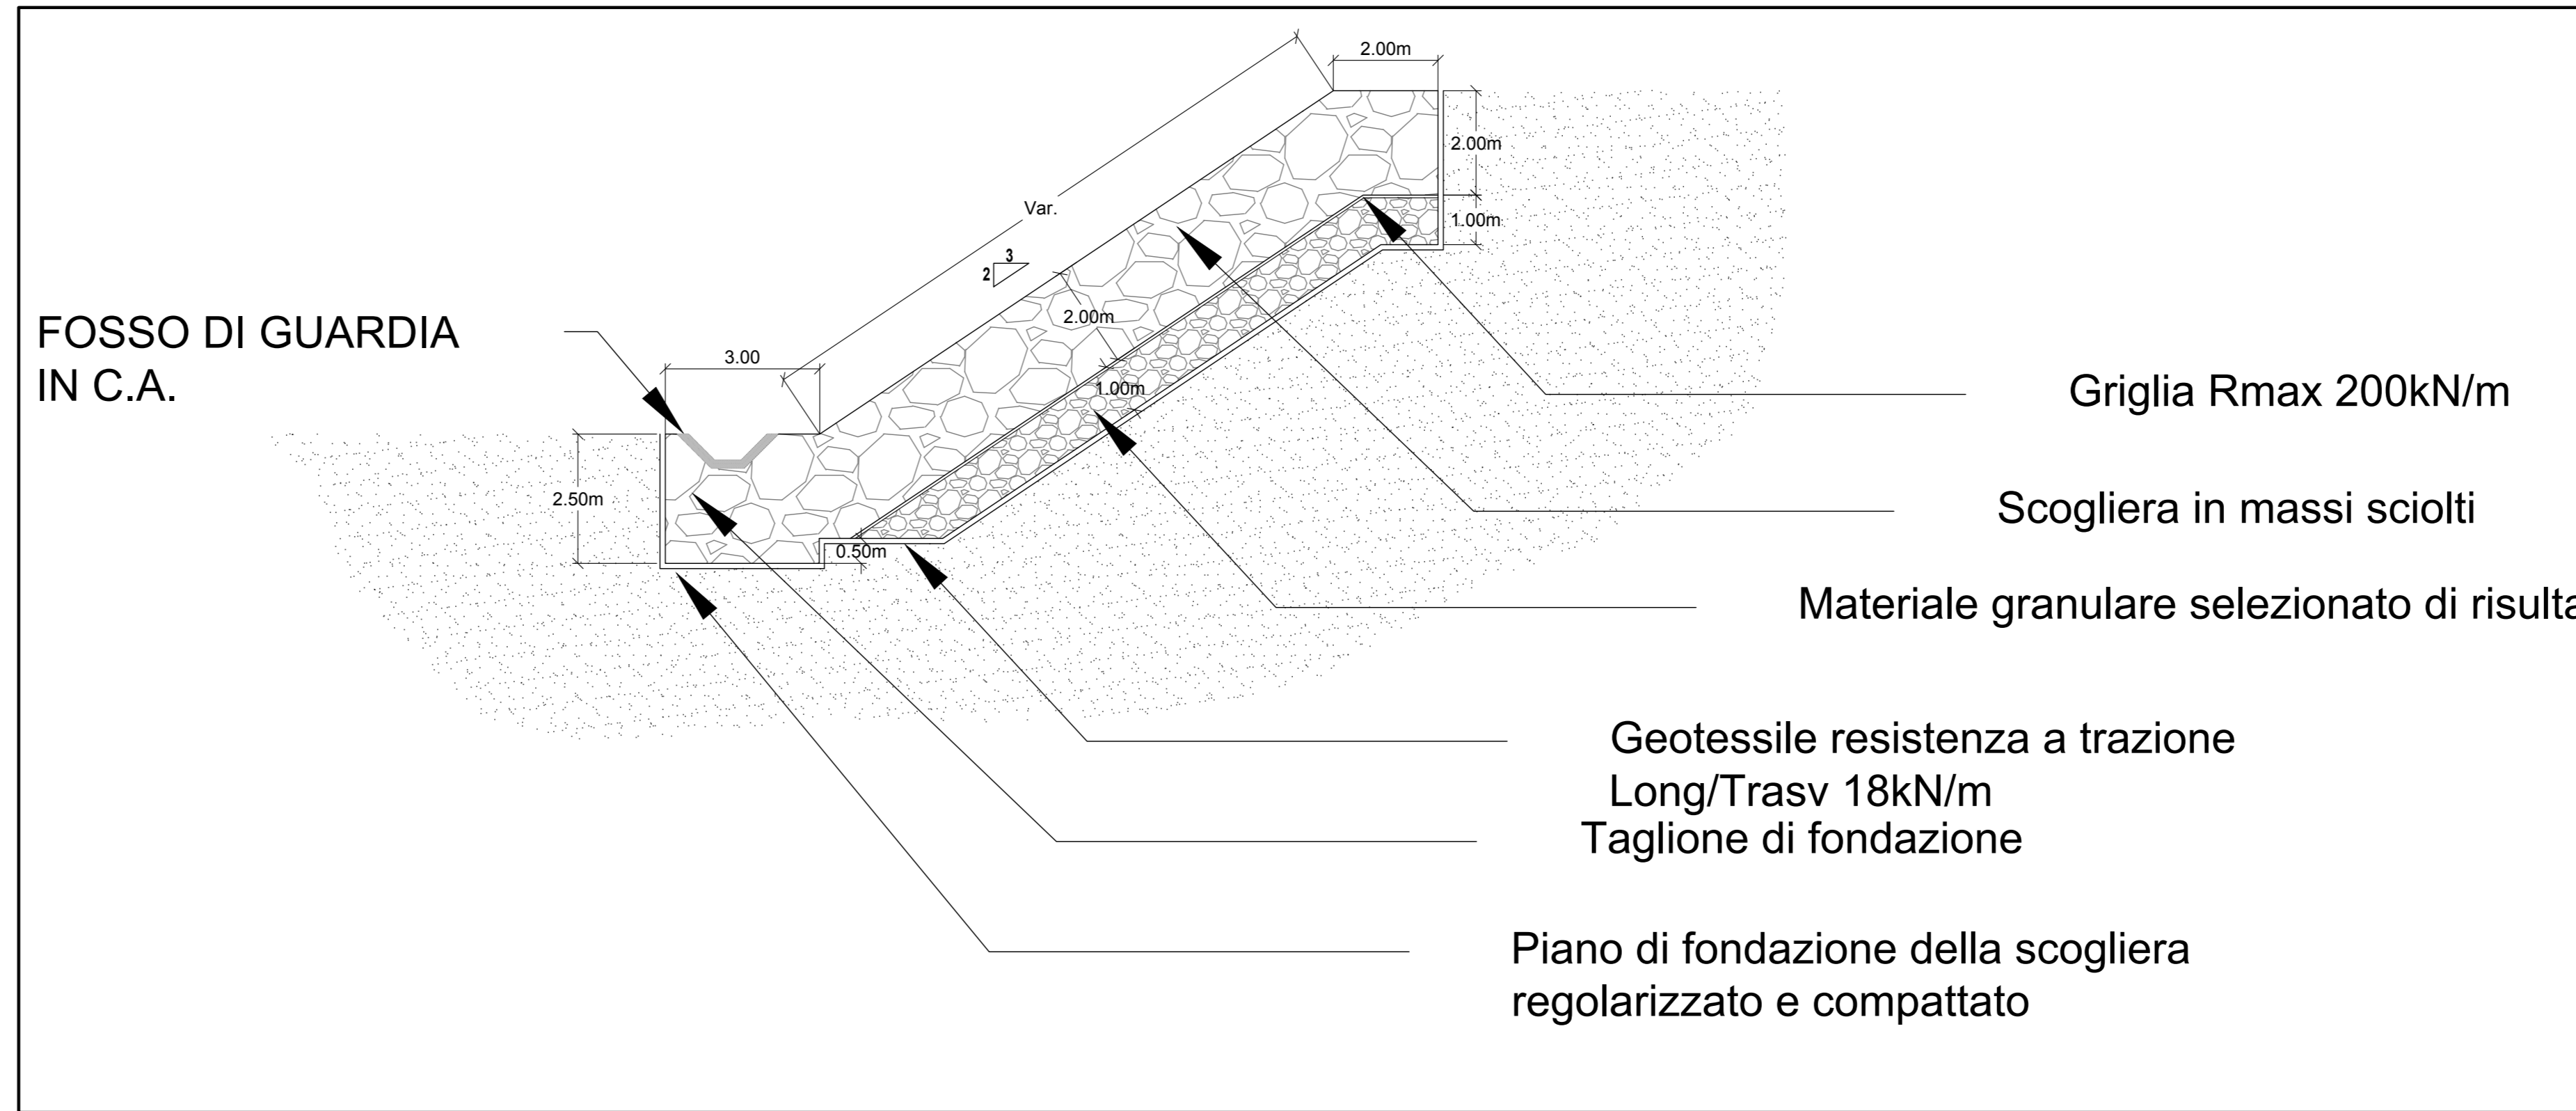 2.00m
2.00m
1.00m
Var.
3
2
2.00m
FOSSO DI GUARDIA
IN C.A.
3.00
1.00m
2.50m
0.50m
Griglia Rmax 200kN/m
Scogliera in massi sciolti
Materiale granulare selezionato di risulta
Geotessile resistenza a trazione
Long/Trasv 18kN/m
Taglione di fondazione
Piano di fondazione della scogliera
regolarizzato e compattato